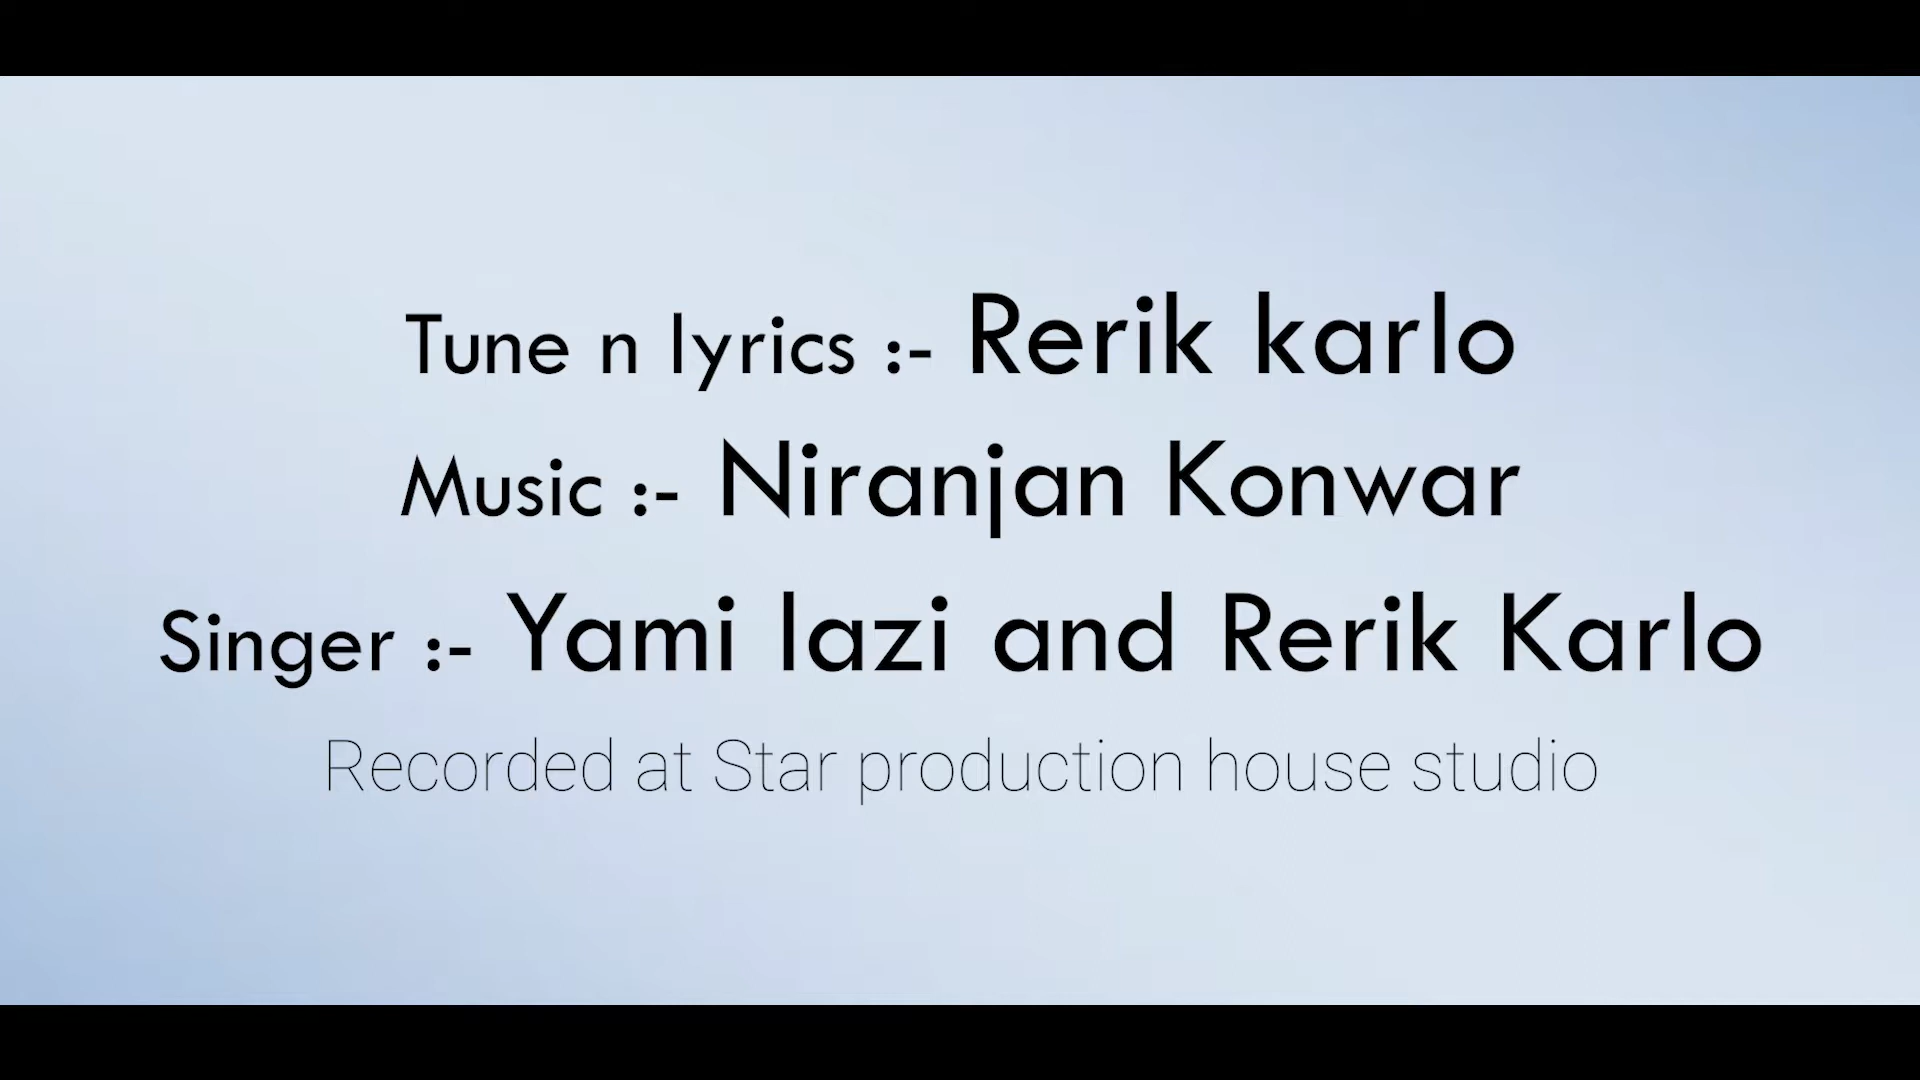 Tune n lyrics :- Rerik karlo
Music :- Niranjan Konwar
Singer :- Yami lazi and Rerik Karlo
Recorded at Star production house studio